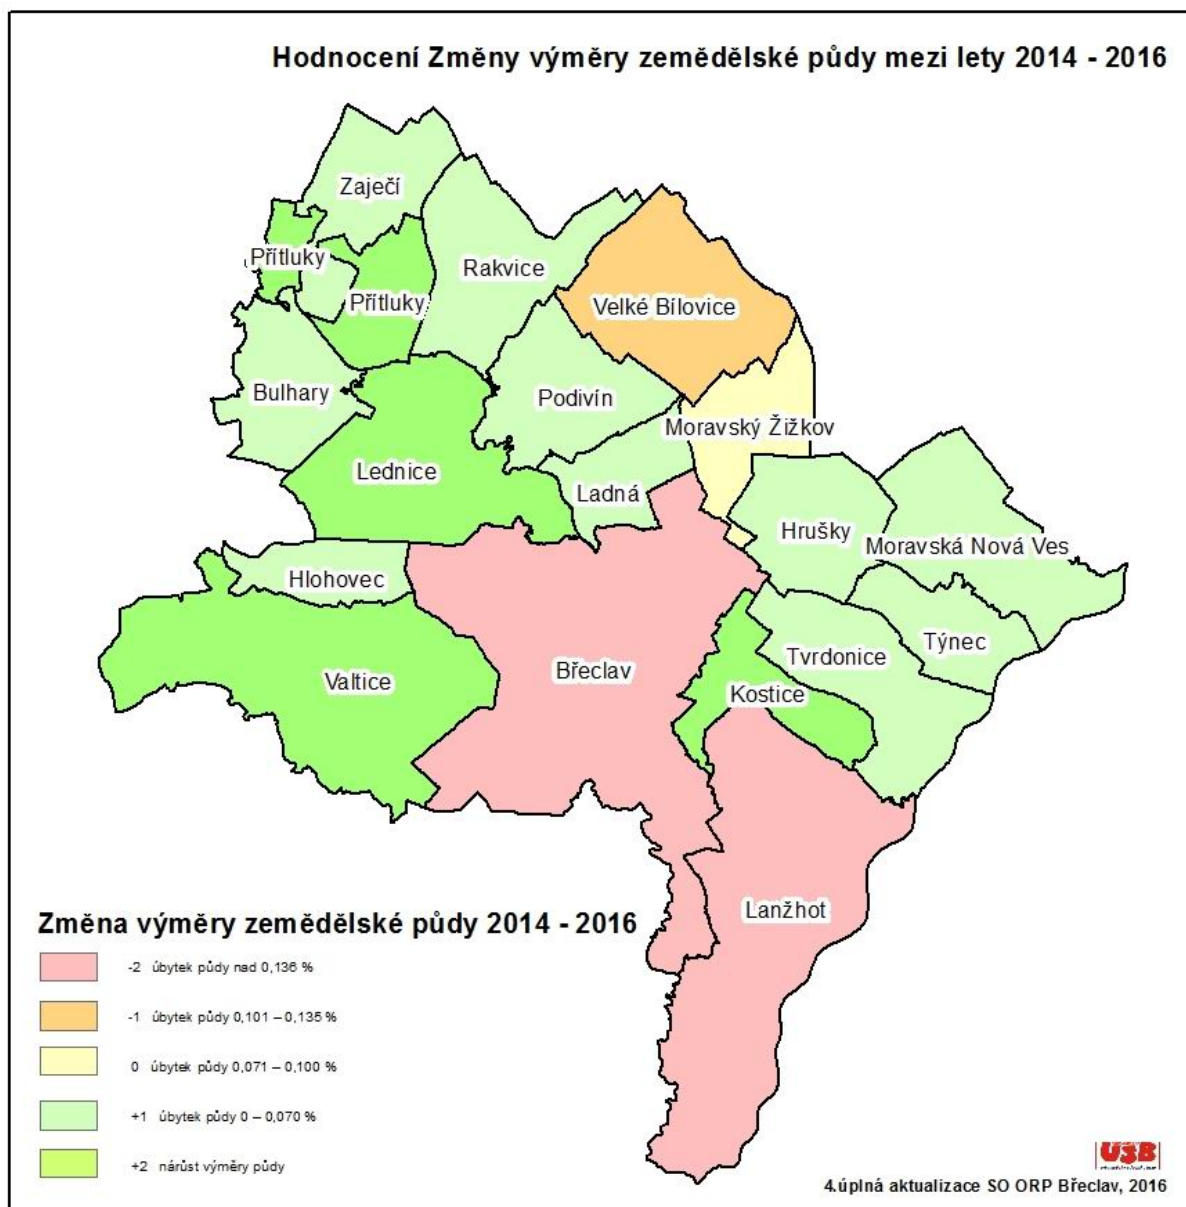 Hodnocení Změny výměry zemědělské půdy mezi lety 2014 - 2016
Zaječí
Přítluky
Rakvice
Přítluky
Velké Bílovice
Bulhary
Podivín
Moravský Žižkov
Lednice
Ladná
Hrušky
Moravská Nová Ves
Hlohovec
Týnec
Tvrdonice
Břeclav
Valtice
Kostice
Lanžhot
Změna výměry zemědělské půdy 2014 - 2016
-2 úbytek půdy nad 0,136 %
-1 úbytek půdy 0,101 – 0,135 %
0 úbytek půdy 0,071 – 0,100 %
+1 úbytek půdy 0 – 0,070 %
+2 nárůst výměry půdy
4.úplná aktualizace SO ORP Břeclav, 2016